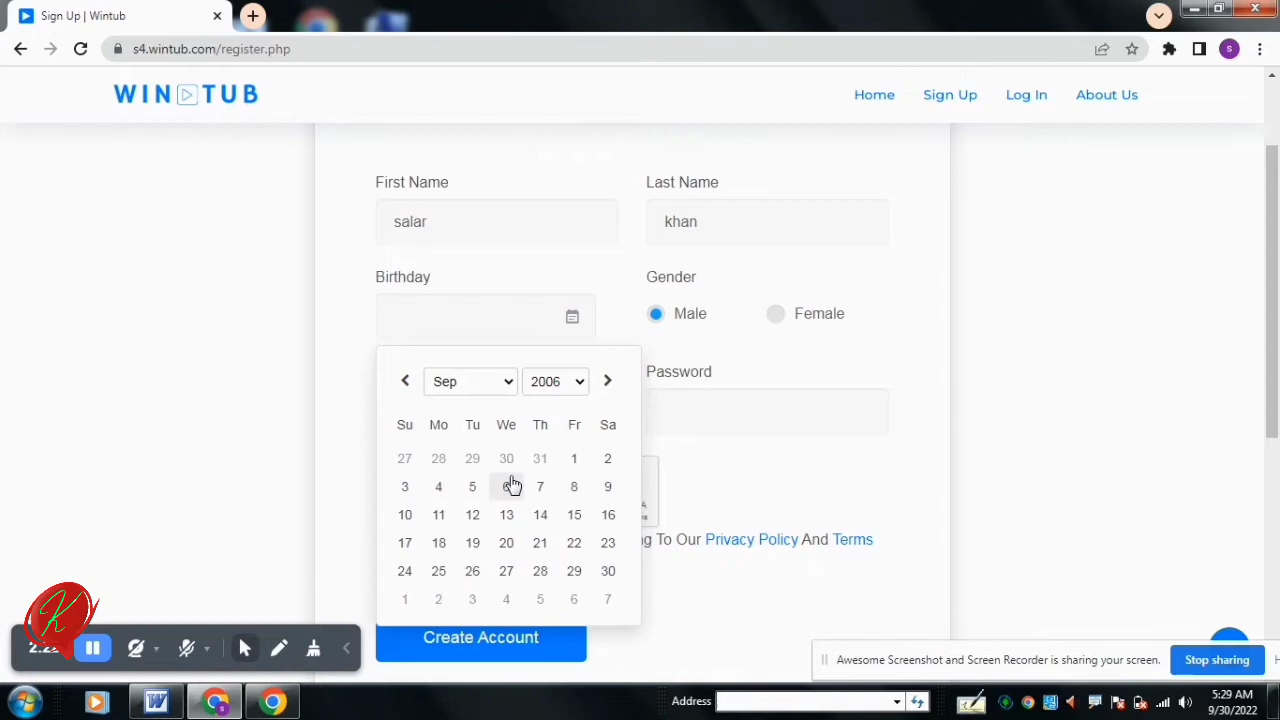 Sign Up | Wintub
s4.wintub.com/register.php
S
WIN TUB
Home
Sign Up
Log In
About Us
First Name
Last Name
salar
khan
Birthday
Gender
Male
Female
Password
Sep
2006
Su Mo Tu We Th Fr Sa
27 28 29 30 31 1 2
3 4 5 6 7 8 9
10 11 12 13 14 15 16
17 18 19 20 21 22 23
24 25 26 27 28 29 30
1 2 3 4 5 6 7
To Our Privacy Policy And Terms
Create Account
K
Awesome Screenshot and Screen Recorder is sharing your screen.
Stop sharing
H
Address
5:29 AM
9/30/2022